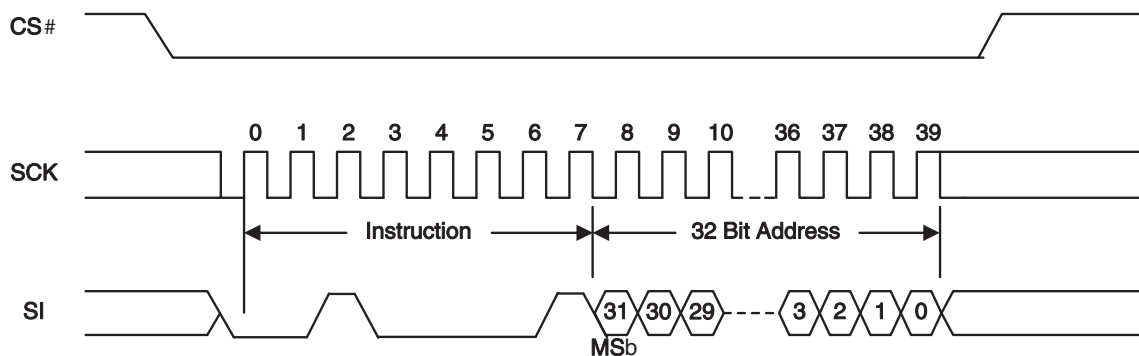 CS#
0 1 2 3 4 5 6 7 8 9 10 36 37 38 39
SCK
Instruction 32 Bit Address
SI 31 30 29 3 2 1 0
MSb